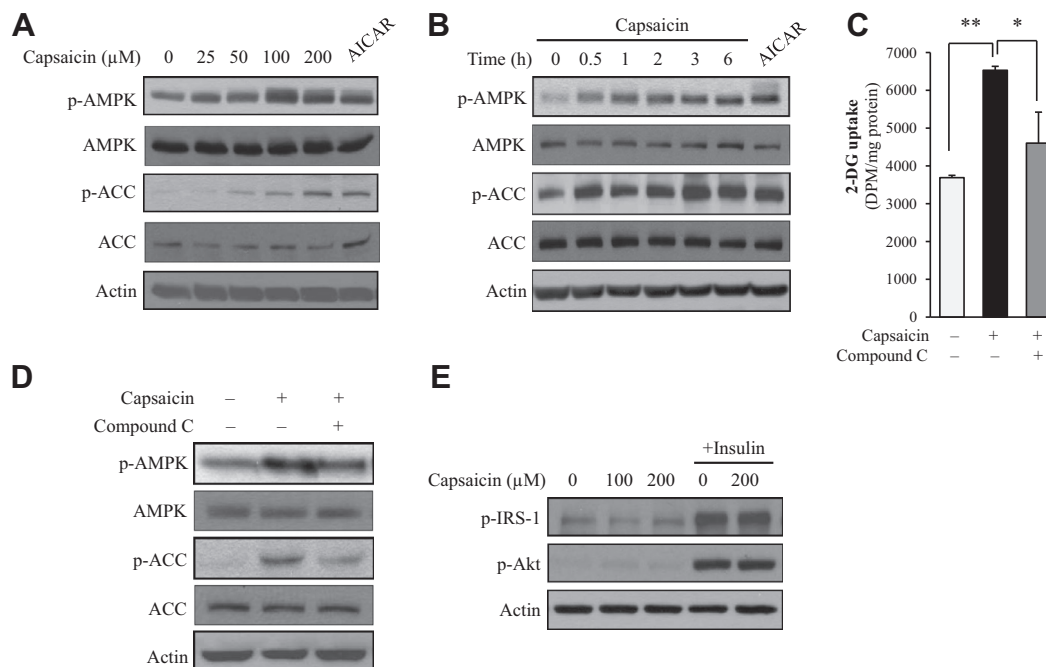 A
Capsaicin (µM) 0 25 50 100 200 AICAR
p-AMPK
AMPK
p-ACC
ACC
Actin
B
Capsaicin
Time (h) 0 0.5 1 2 3 6 AICAR
p-AMPK
AMPK
p-ACC
ACC
Actin
C
** *
2-DG uptake
(DPM/mg protein)
7000
6000
5000
4000
3000
2000
1000
0
Capsaicin – + +
Compound C – – +
D
Capsaicin – + +
Compound C – – +
p-AMPK
AMPK
p-ACC
ACC
Actin
E
+Insulin
Capsaicin (µM) 0 100 200 0 200
p-IRS-1
p-Akt
Actin